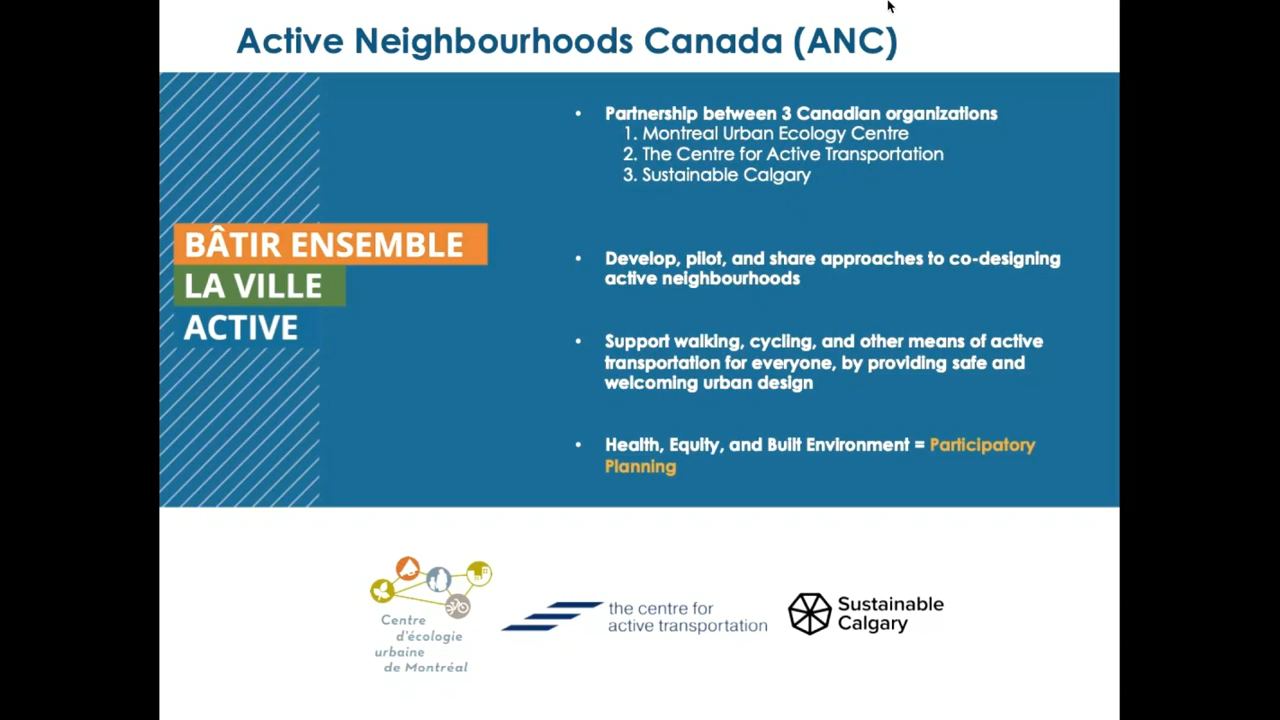 Active Neighbourhoods Canada (ANC)
BÂTIR ENSEMBLE
LA VILLE
ACTIVE
• Partnership between 3 Canadian organizations
1. Montreal Urban Ecology Centre
2. The Centre for Active Transportation
3. Sustainable Calgary
• Develop, pilot, and share approaches to co-designing
active neighbourhoods
• Support walking, cycling, and other means of active
transportation for everyone, by providing safe and
welcoming urban design
• Health, Equity, and Built Environment = Participatory
Planning
Centre
d'écologie
urbaine
de Montréal
the centre for
active transportation
Sustainable
Calgary